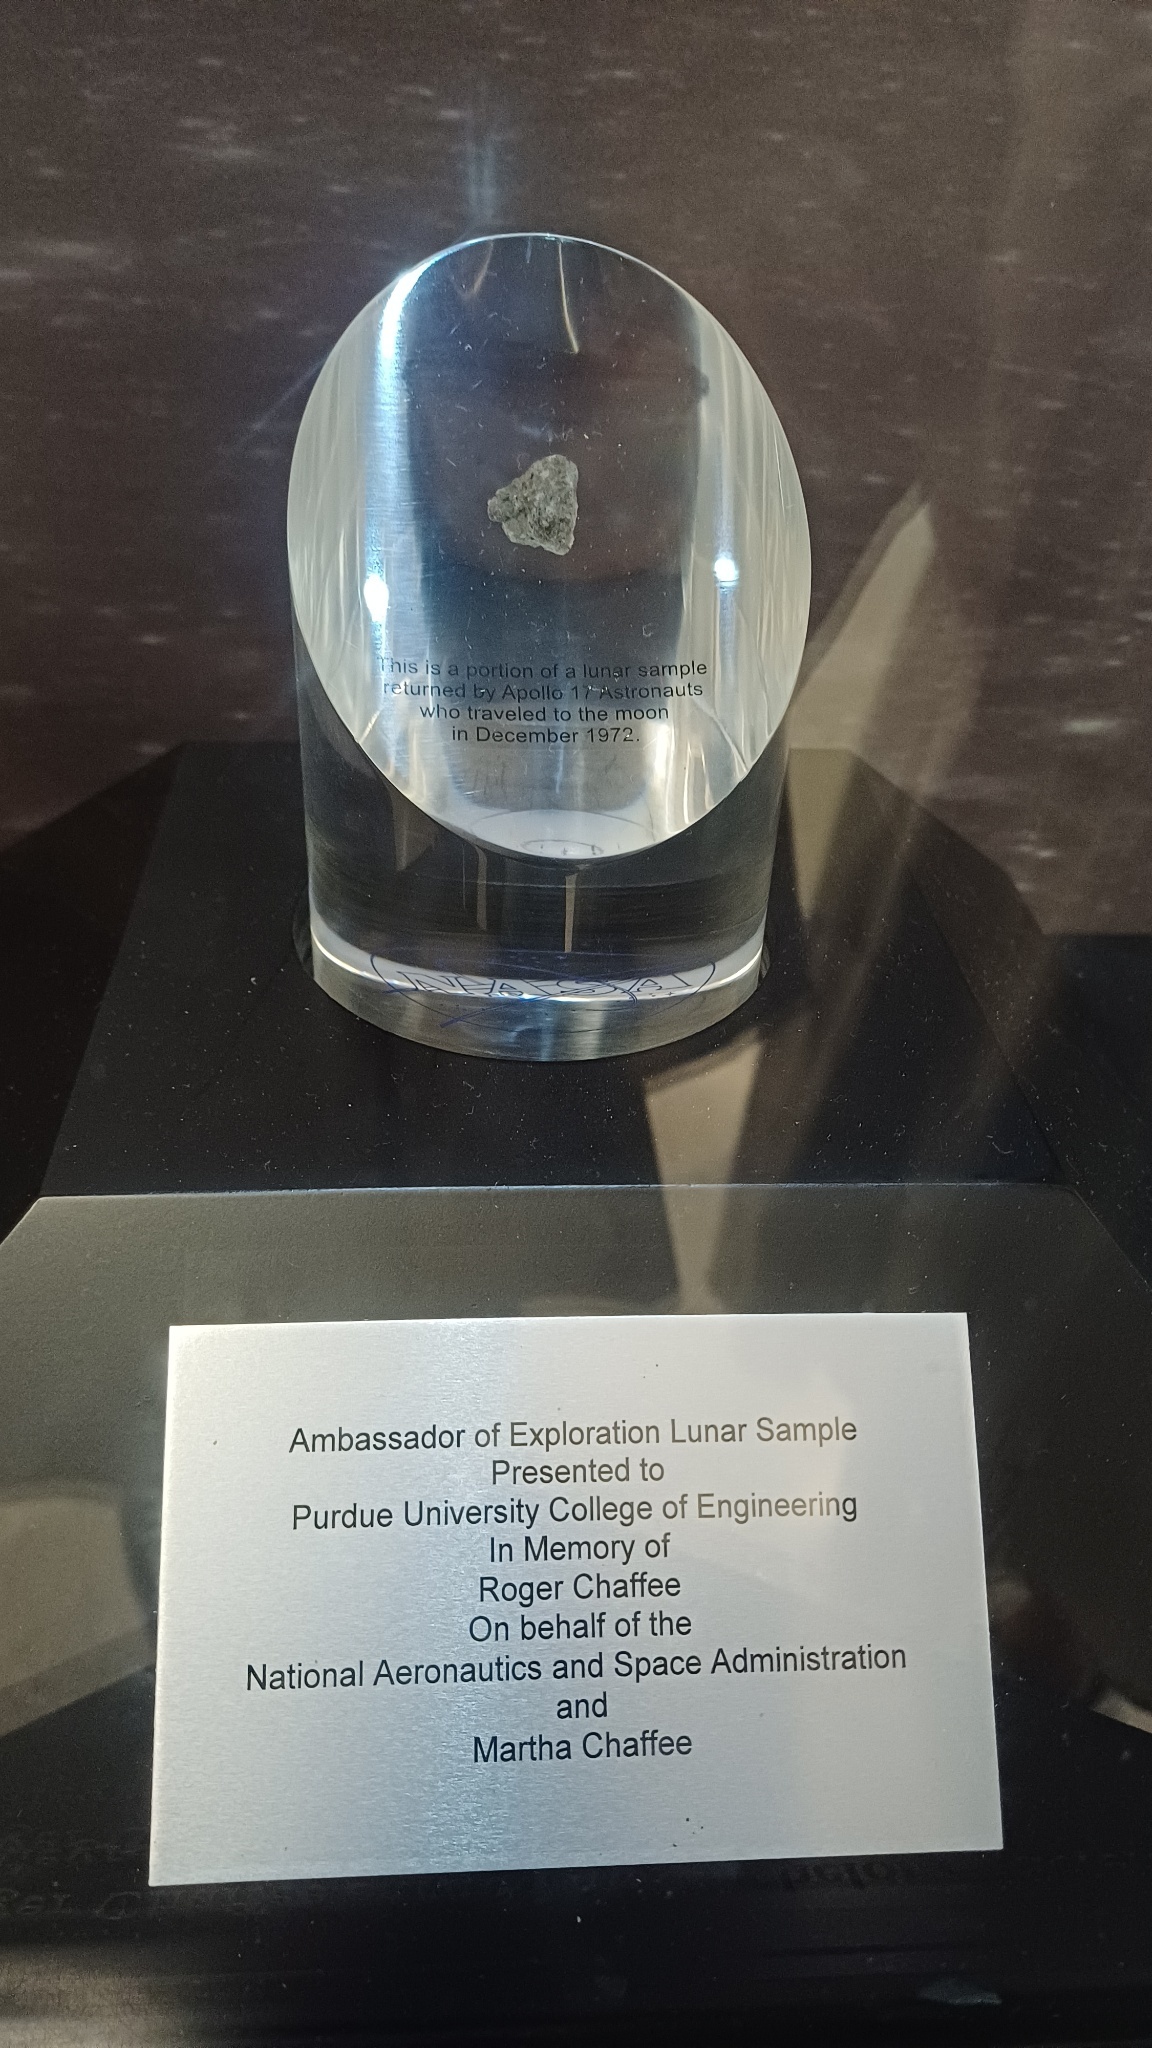 This is a portion of a lunar sample
returned by Apollo 17 Astronauts
who traveled to the moon
in December 1972.
NASA
Ambassador of Exploration Lunar Sample
Presented to
Purdue University College of Engineering
In Memory of
Roger Chaffee
On behalf of the
National Aeronautics and Space Administration
and
Martha Chaffee